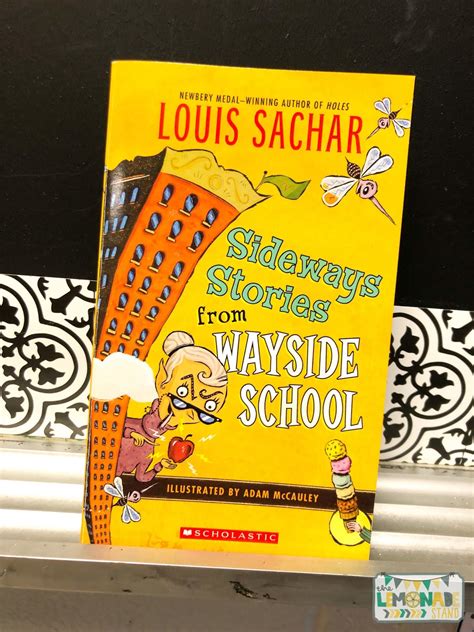 NEWBERY MEDAL–WINNING AUTHOR OF HOLES
LOUIS SACHAR
Sideways
Stories
from
WAYSIDE
SCHOOL
ILLUSTRATED BY ADAM McCAULEY
SCHOLASTIC
the
LEMONADE
STAND